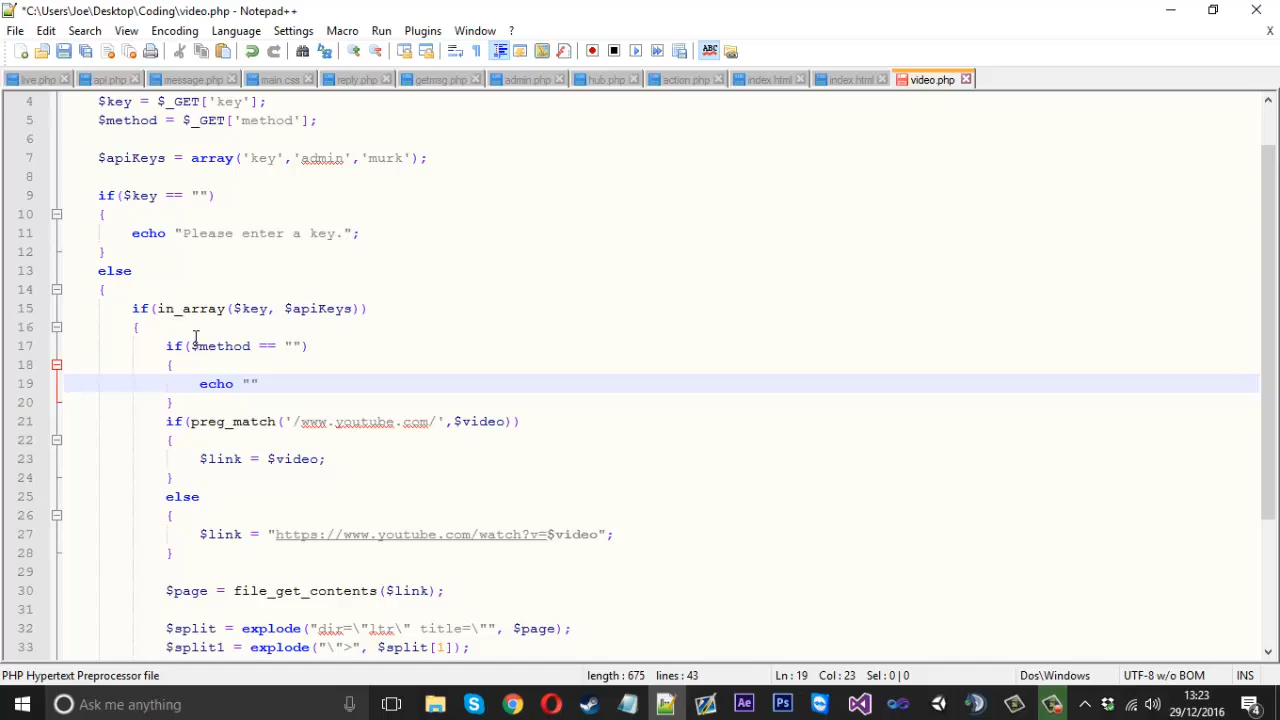 *C:\Users\Joe\Desktop\Coding\video.php - Notepad++
File Edit Search View Encoding Language Settings Macro Run Plugins Window ? X
live.php api.php message.php main.css reply.php getmsg.php admin.php hub.php action.php index.html index.html video.php
4 $key = $_GET['key'];
5 $method = $_GET['method'];
6
7 $apiKeys = array('key','admin','murk');
8
9 if($key == "")
10 {
11 echo "Please enter a key.";
12 }
13 else
14 {
15 if(in_array($key, $apiKeys))
16 {
17 if($method == "")
18 {
19 echo ""
20 }
21 if(preg_match('/www.youtube.com/',$video))
22 {
23 $link = $video;
24 }
25 else
26 {
27 $link = "https://www.youtube.com/watch?v=$video";
28 }
29
30 $page = file_get_contents($link);
31
32 $split = explode("dir=\"ltr\" title=\"", $page);
33 $split1 = explode("\">", $split[1]);
PHP Hypertext Preprocessor file length : 675 lines : 43 Ln : 19 Col : 23 Sel : 0 | 0 Dos\Windows UTF-8 w/o BOM INS
Ask me anything 13:23
29/12/2016